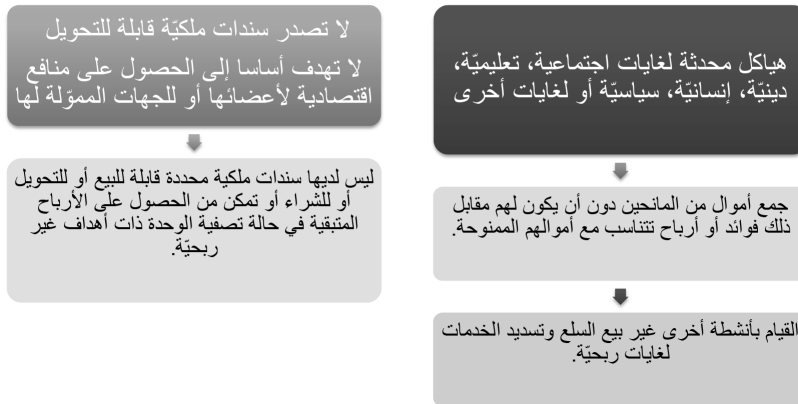 هياكل محدثة لغايات اجتماعية، تعليميّة،
دينيّة، إنسانيّة، سياسيّة أو لغايات أخرى
جمع أموال من المانحين دون أن يكون لهم مقابل
ذلك فوائد أو أرباح تتناسب مع أموالهم الممنوحة.
القيام بأنشطة أخرى غير بيع السلع وتسديد الخدمات
لغايات ربحيّة.
لا تصدر سندات ملكيّة قابلة للتحويل
لا تهدف أساسا إلى الحصول على منافع
اقتصادية لأعضائها أو للجهات المموّلة لها
ليس لديها سندات ملكية محددة قابلة للبيع أو للتحويل
أو للشراء أو تمكن من الحصول على الأرباح
المتبقية في حالة تصفية الوحدة ذات أهداف غير
ربحيّة.